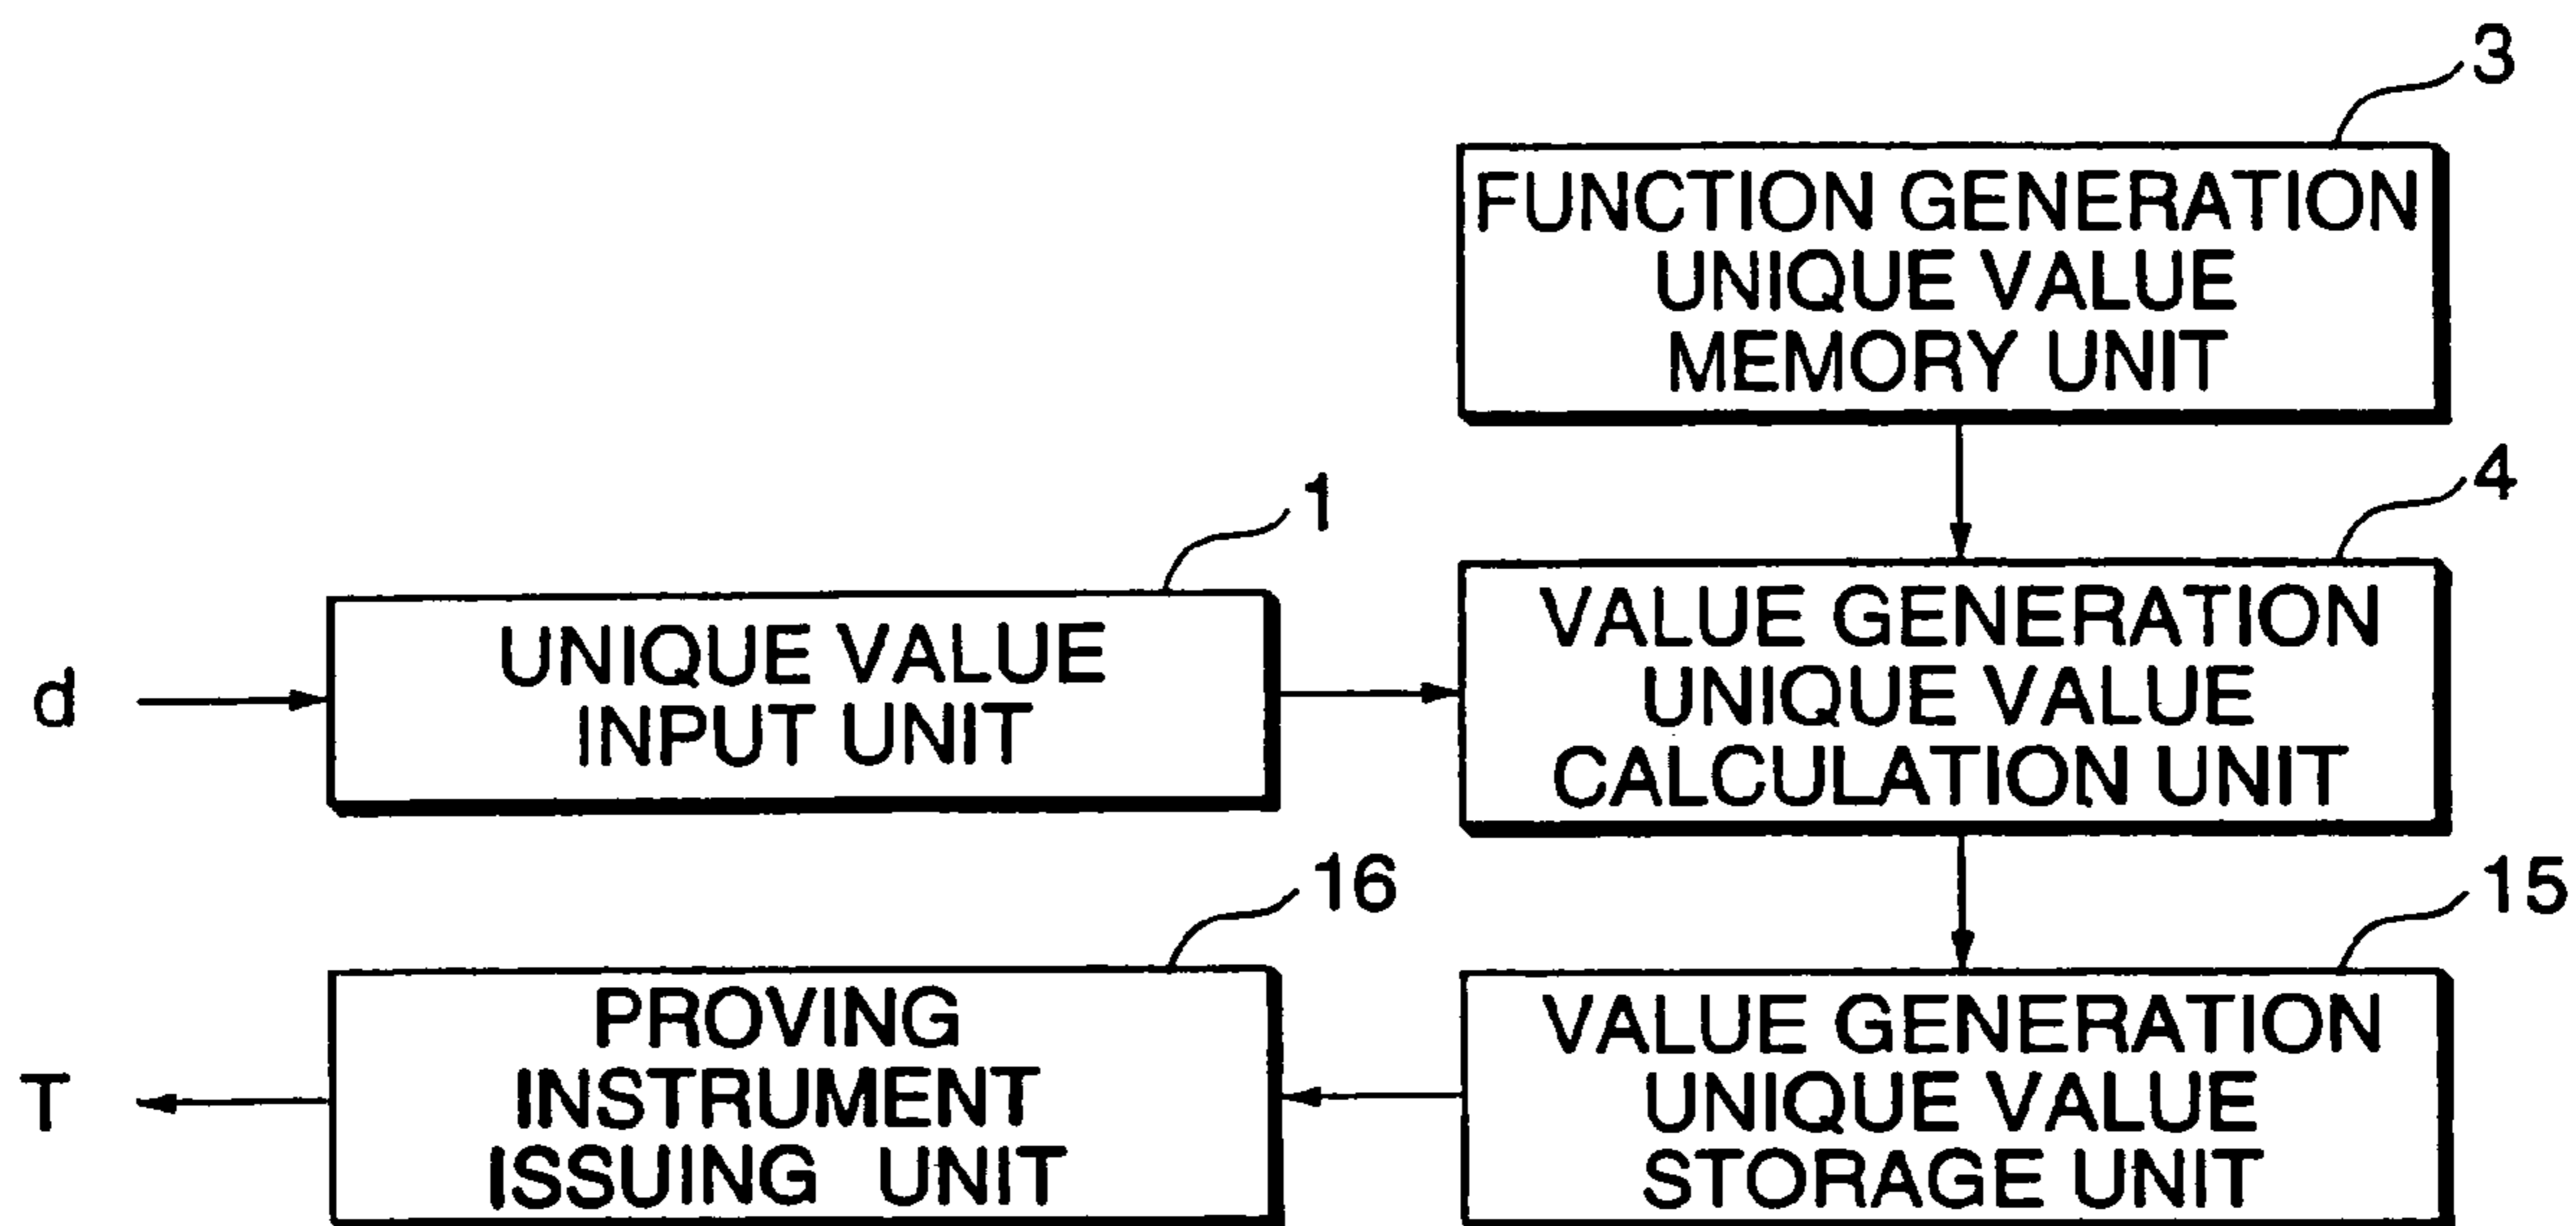 3
FUNCTION GENERATION
UNIQUE VALUE
MEMORY UNIT
1
4
d
UNIQUE VALUE
INPUT UNIT
VALUE GENERATION
UNIQUE VALUE
CALCULATION UNIT
16
15
T
PROVING
INSTRUMENT
ISSUING UNIT
VALUE GENERATION
UNIQUE VALUE
STORAGE UNIT